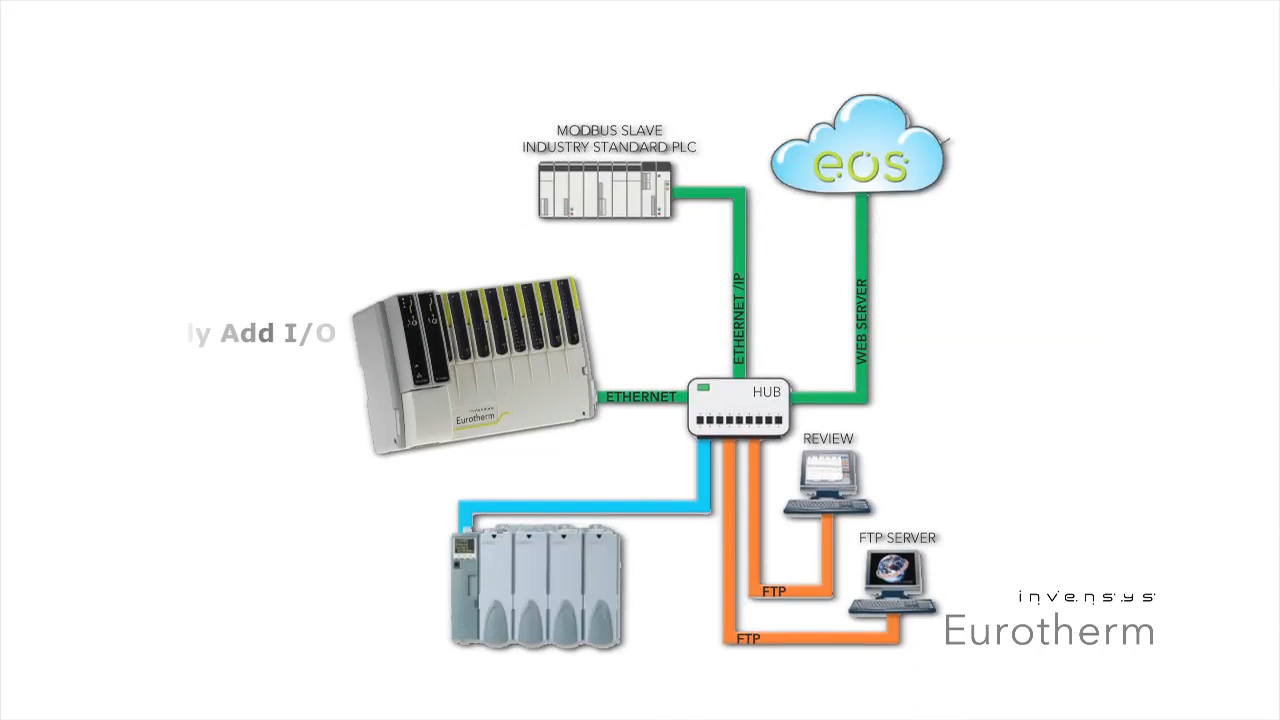 MODBUS SLAVE
INDUSTRY STANDARD PLC
eos
ETHERNET/IP
WEB SERVER
ly Add I/O
invensys
Eurotherm
ETHERNET
HUB
REVIEW
FTP SERVER
FTP
FTP
invensys
Eurotherm